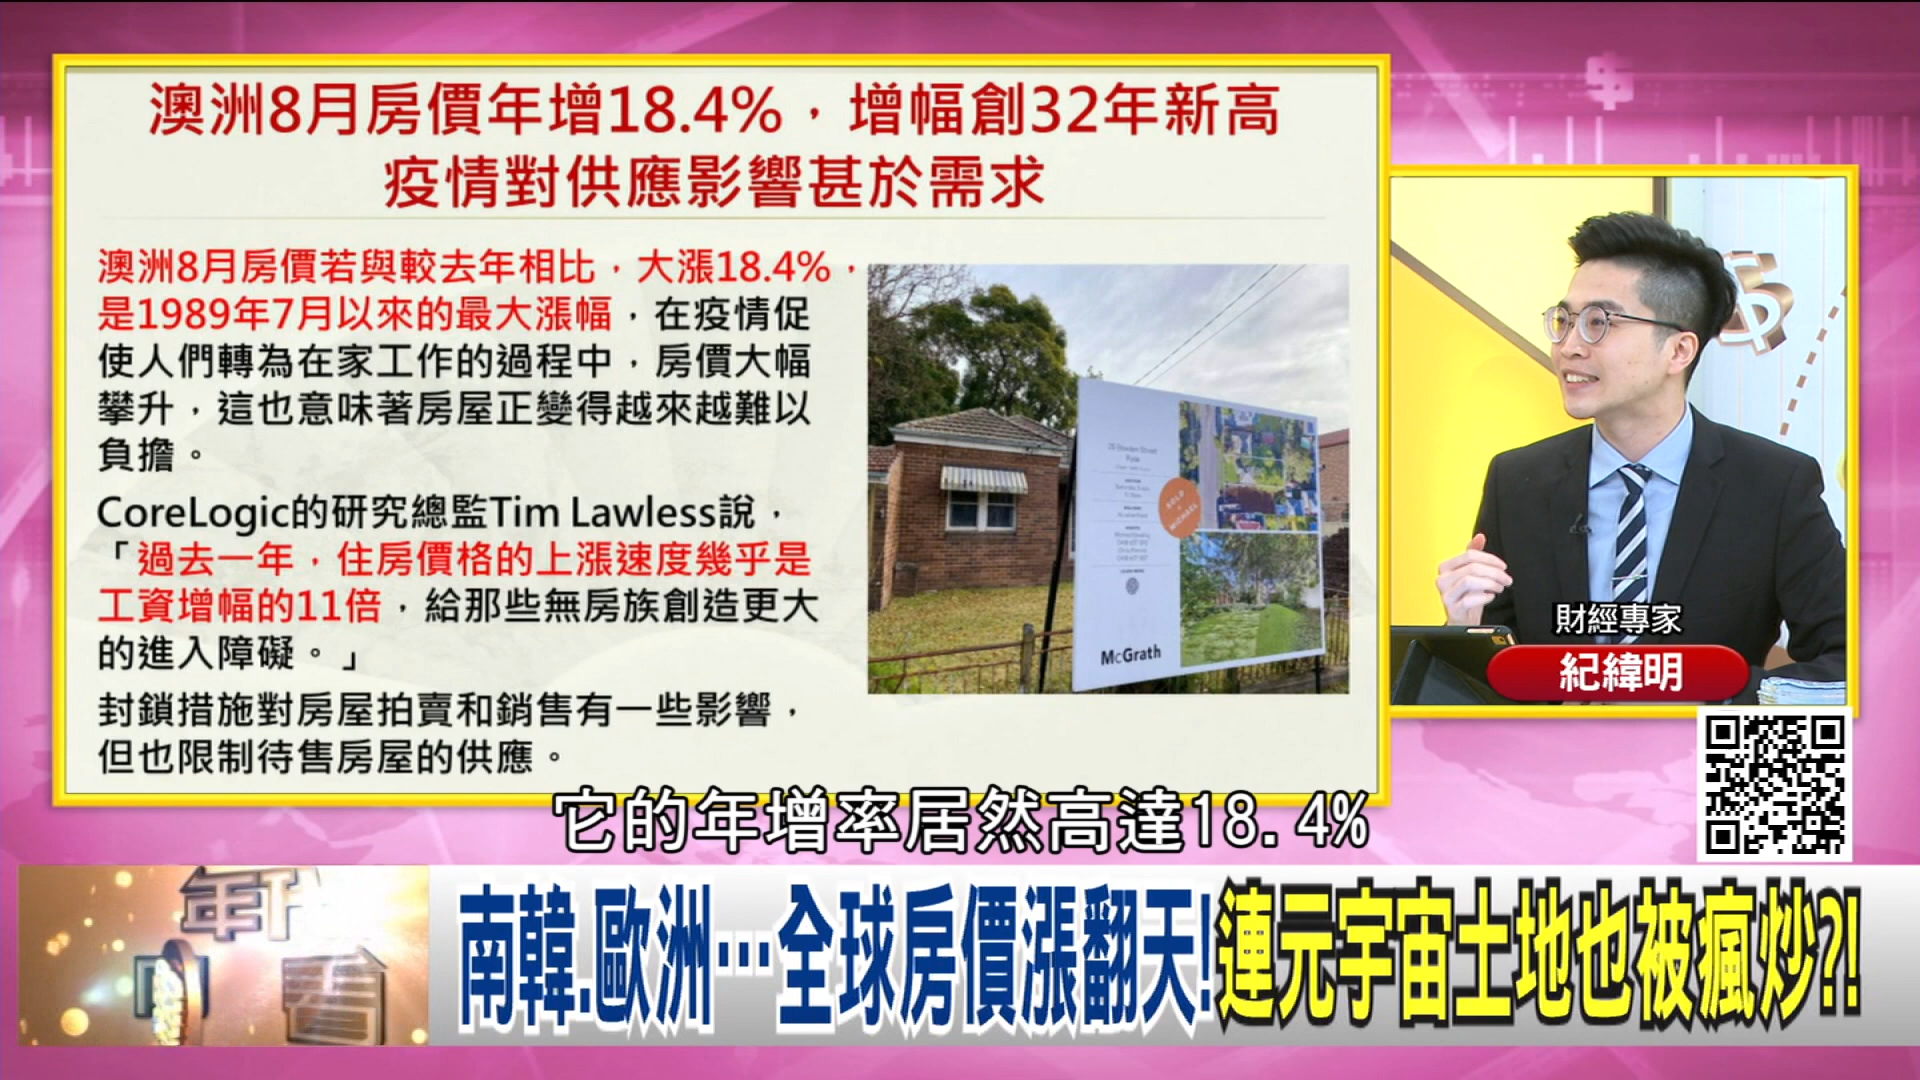 澳洲8月房價年增18.4%，增幅創32年新高
疫情對供應影響甚於需求
澳洲8月房價若與較去年相比，大漲18.4%，
是1989年7月以來的最大漲幅，在疫情促
使人們轉為在家工作的過程中，房價大幅
攀升，這也意味著房屋正變得越來越難以
負擔。
CoreLogic的研究總監Tim Lawless說，
「過去一年，住房價格的上漲速度幾乎是
工資增幅的11倍，給那些無房族創造更大
的進入障礙。」
封鎖措施對房屋拍賣和銷售有一些影響，
但也限制待售房屋的供應。
SOLD
MICHAEL
McGrath
財經專家
紀緯明
它的年增率居然高達18.4%
南韓.歐洲…全球房價漲翻天!連元宇宙土地也被瘋炒?!